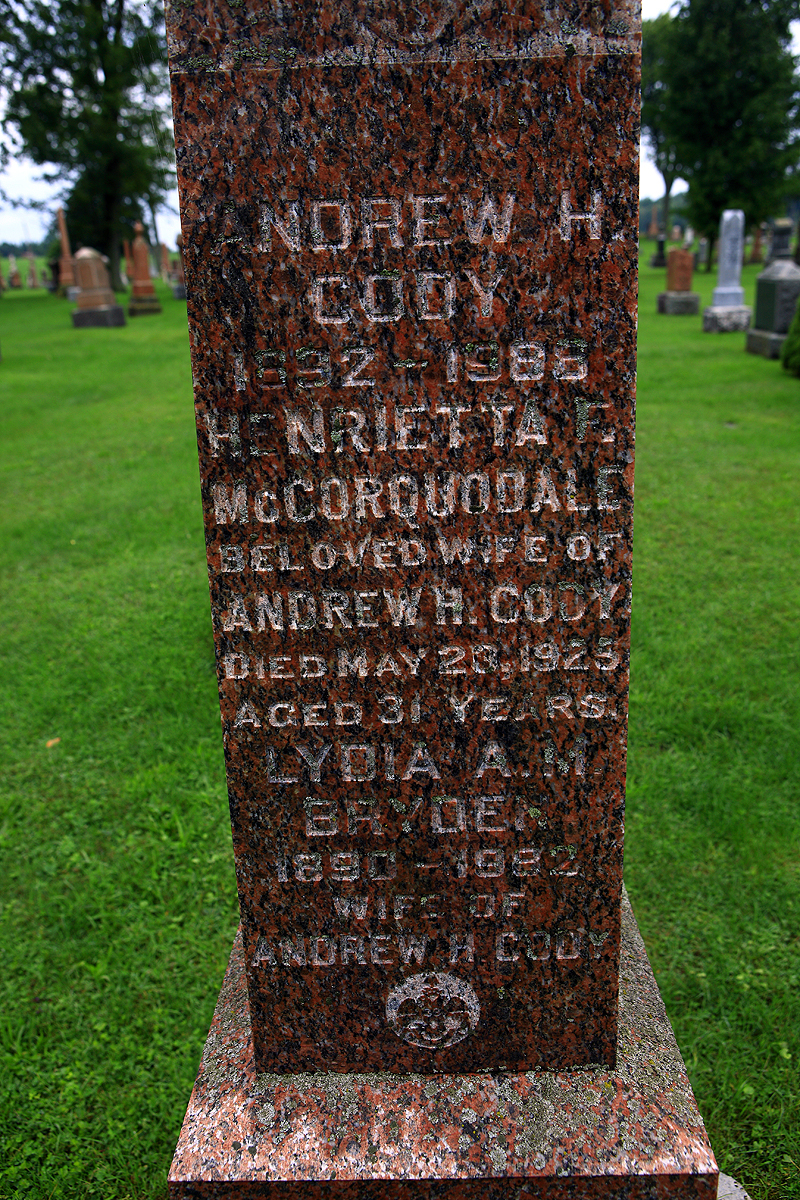 ANDREW H.
CODY
1892 - 1986
HENRIETTA F.
McCORQUODALE
BELOVED WIFE OF
ANDREW H. CODY
DIED MAY 28, 1925
AGED 31 YEARS.
LYDIA A.M.
BRYDEN
1890 - 1982
WIFE OF
ANDREW H CODY